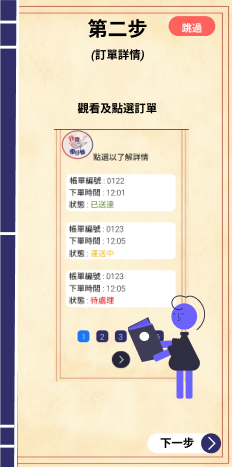 第二步
跳過
(訂單詳情)
觀看及點選訂單
點選以了解詳情
帳單編號 : 0122
下單時間 : 12:01
狀態 : 已送達
帳單編號 : 0123
下單時間 : 12:05
狀態 : 運送中
帳單編號 : 0123
下單時間 : 12:05
狀態 : 待處理
1 2 3
下一步